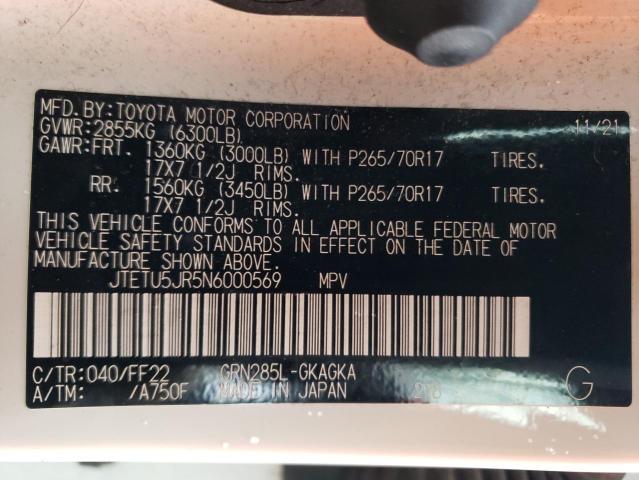 MFD.BY:TOYOTA MOTOR CORPORATION 11/21
GVWR:2855KG (6300LB)
GAWR:FRT. 1360KG (3000LB) WITH P265/70R17 TIRES.
17X7 1/2J RIMS.
RR. 1560KG (3450LB) WITH P265/70R17 TIRES.
17X7 1/2J RIMS.
THIS VEHICLE CONFORMS TO ALL APPLICABLE FEDERAL MOTOR
VEHICLE SAFETY STANDARDS IN EFFECT ON THE DATE OF
MANUFACTURE SHOWN ABOVE.
JTETU5JR5N6000569 MPV
C/TR:040/FF22 GRN285L-GKAGKA
A/TM: /A750F MADE IN JAPAN G